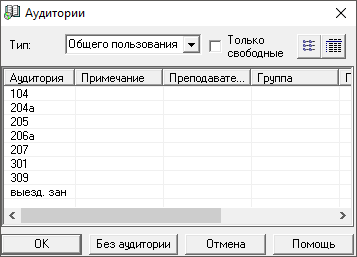 Аудитории
Тип:
Общего пользования
Только
свободные
Аудитория Примечание Преподавате... Группа
104
204а
205
206а
207
301
309
выезд. зан
ОК Без аудитории Отмена Помощь